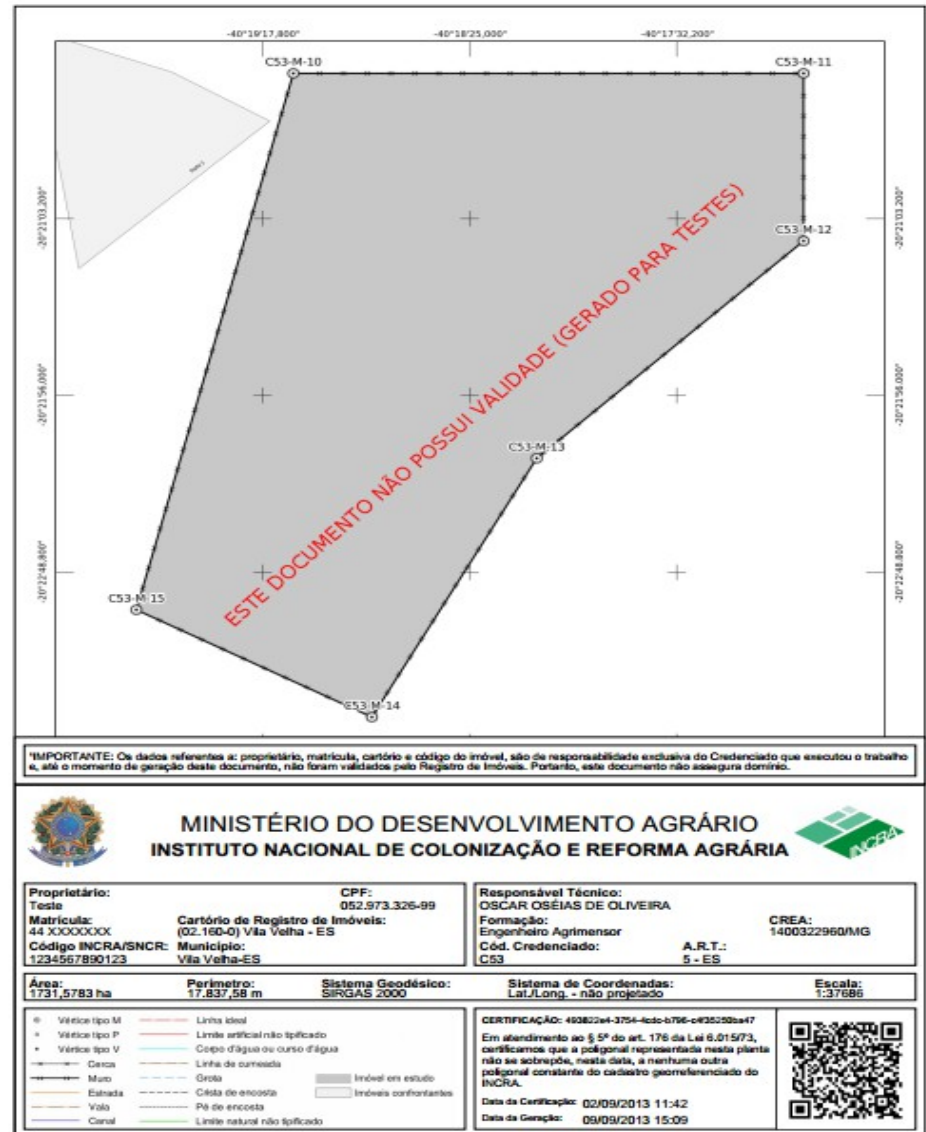 -40°19'17,800" -40°18'25,000" -40°17'32,200"
C53-M-10 C53-M-11
-20°21'03,200" -20°21'03,200"
C53-M-12
-20°21'56,000" -20°21'56,000"
C53-M-13
ESTE DOCUMENTO NÃO POSSUI VALIDADE (GERADO PARA TESTES)
-20°22'48,800" -20°22'48,800"
C53-M-15
C53-M-14
*IMPORTANTE: Os dados referentes a: proprietário, matrícula, cartório e código do imóvel, são de responsabilidade exclusiva do Credenciado que executou o trabalho
e, até o momento de geração deste documento, não foram validados pelo Registro de Imóveis. Portanto, este documento não assegura domínio.
MINISTÉRIO DO DESENVOLVIMENTO AGRÁRIO
INSTITUTO NACIONAL DE COLONIZAÇÃO E REFORMA AGRÁRIA
INCRA
Proprietário: CPF:
Teste 052.973.326-99
Matrícula: Cartório de Registro de Imóveis:
44 XXXXXXX (02.160-0) Vila Velha - ES
Código INCRA/SNCR: Município:
1234567890123 Vila Velha-ES
Responsável Técnico:
OSCAR OSÉIAS DE OLIVEIRA
Formação: CREA:
Engenheiro Agrimensor 1400322960/MG
Cód. Credenciado: A.R.T.:
C53 5 - ES
Área: Perímetro: Sistema Geodésico: Sistema de Coordenadas: Escala:
1731,5783 ha 17.837,58 m SIRGAS 2000 Lat./Long. - não projetado 1:37686
Vértice tipo M Linha ideal
Vértice tipo P Limite artificial não tipificado
Vértice tipo V Corpo d'água ou curso d'água
Cerca Linha de cumeada
Muro Grota Imóvel em estudo
Estrada Crista de encosta Imóveis confrontantes
Vala Pé de encosta
Canal Limite natural não tipificado
CERTIFICAÇÃO:
Em atendimento ao § 5º do art. 176 da Lei 6.015/73,
certificamos que a poligonal representada nesta planta
não se sobrepõe, nesta data, a nenhuma outra
poligonal constante do cadastro georreferenciado do
INCRA.
Data da Certificação: 02/09/2013 11:42
Data da Geração: 09/09/2013 15:09